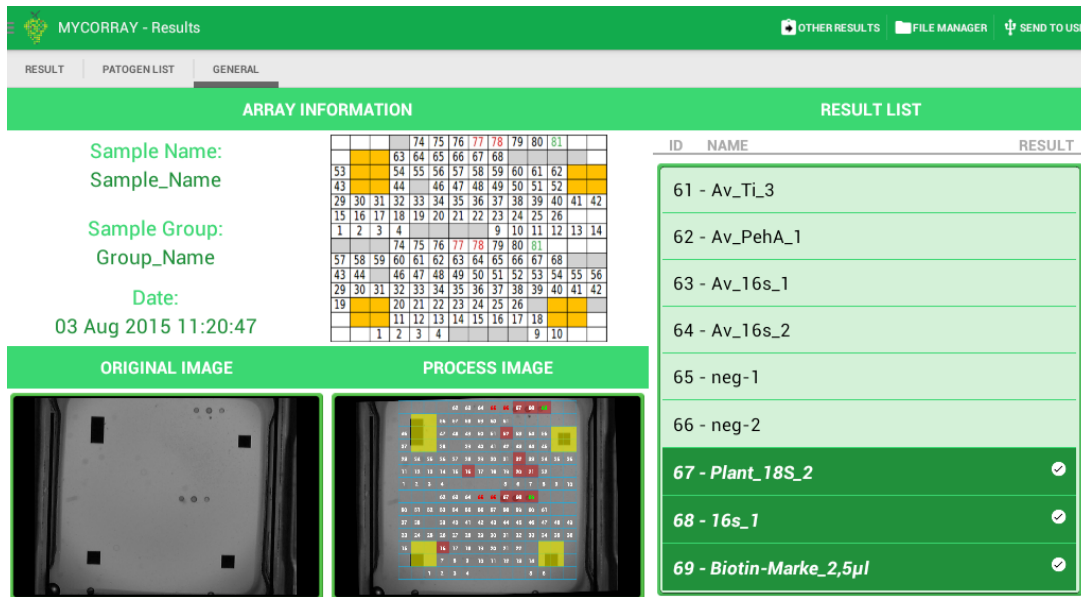 MYCORRAY - Results
OTHER RESULTS FILE MANAGER SEND TO US
RESULT PATOGEN LIST GENERAL
ARRAY INFORMATION
Sample Name:
Sample_Name
Sample Group:
Group_Name
Date:
03 Aug 2015 11:20:47
74 75 76 77 78 79 80 81
63 64 65 66 67 68
53 54 55 56 57 58 59 60 61 62
43 44 46 47 48 49 50 51 52
29 30 31 32 33 34 35 36 37 38 39 40 41 42
15 16 17 18 19 20 21 22 23 24 25 26
1 2 3 4 9 10 11 12 13 14
74 75 76 77 78 79 80 81
57 58 59 60 61 62 63 64 65 66 67 68
43 44 46 47 48 49 50 51 52 53 54 55 56
29 30 31 32 33 34 35 36 37 38 39 40 41 42
19 20 21 22 23 24 25 26
11 12 13 14 15 16 17 18
1 2 3 4 9 10
ORIGINAL IMAGE
PROCESS IMAGE
RESULT LIST
ID NAME RESULT
61 - Av_Ti_3
62 - Av_PehA_1
63 - Av_16s_1
64 - Av_16s_2
65 - neg-1
66 - neg-2
67 - Plant_18S_2
68 - 16s_1
69 - Biotin-Marke_2,5µl